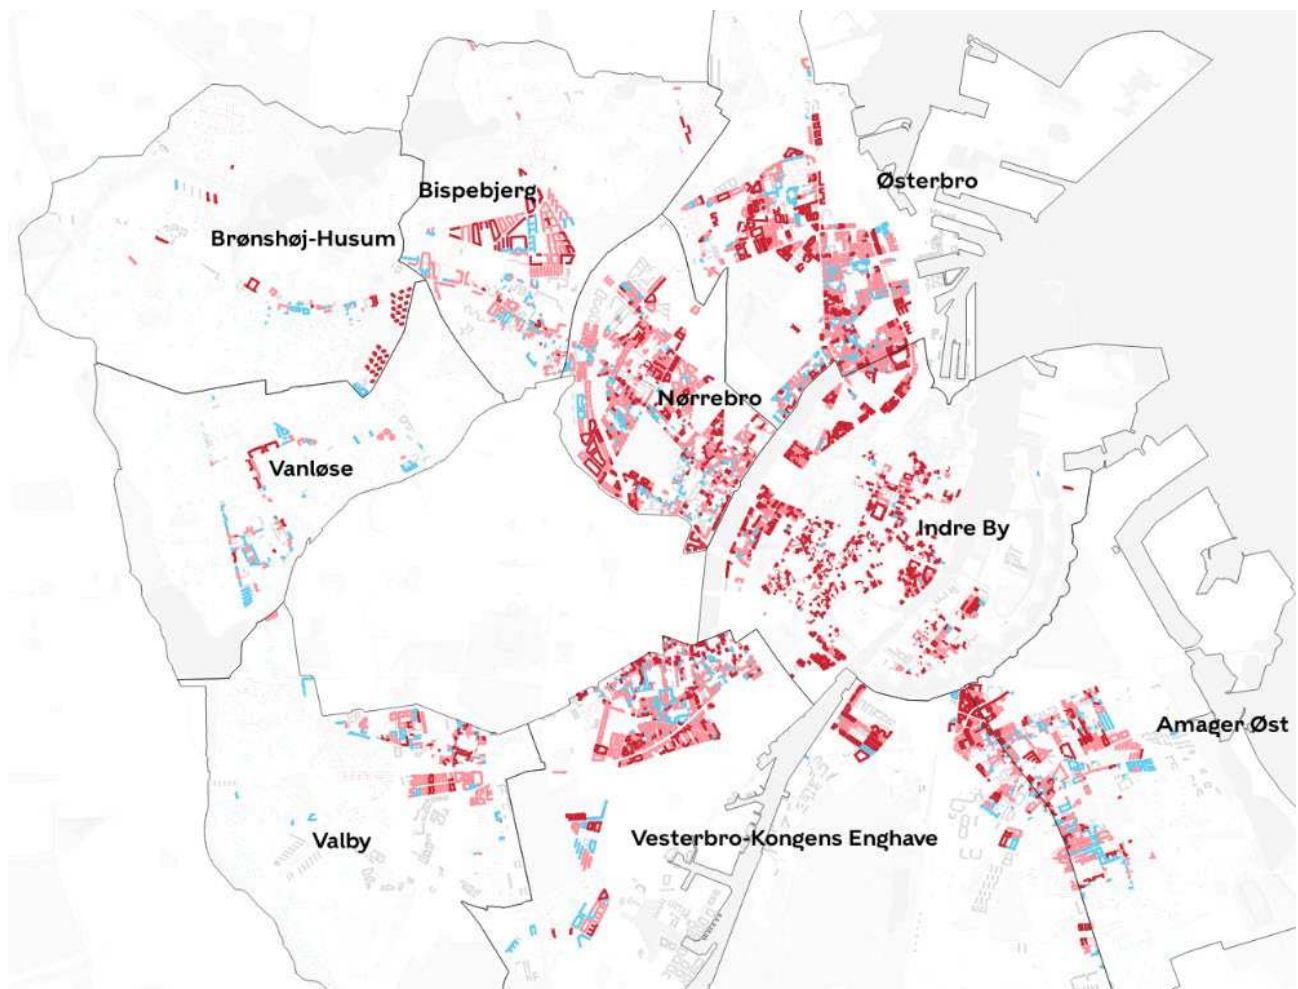 Østerbro
Bispebjerg
Brønshøj-Husum
Nørrebro
Vanløse
Indre By
Amager Øst
Valby
Vesterbro-Kongens Enghave